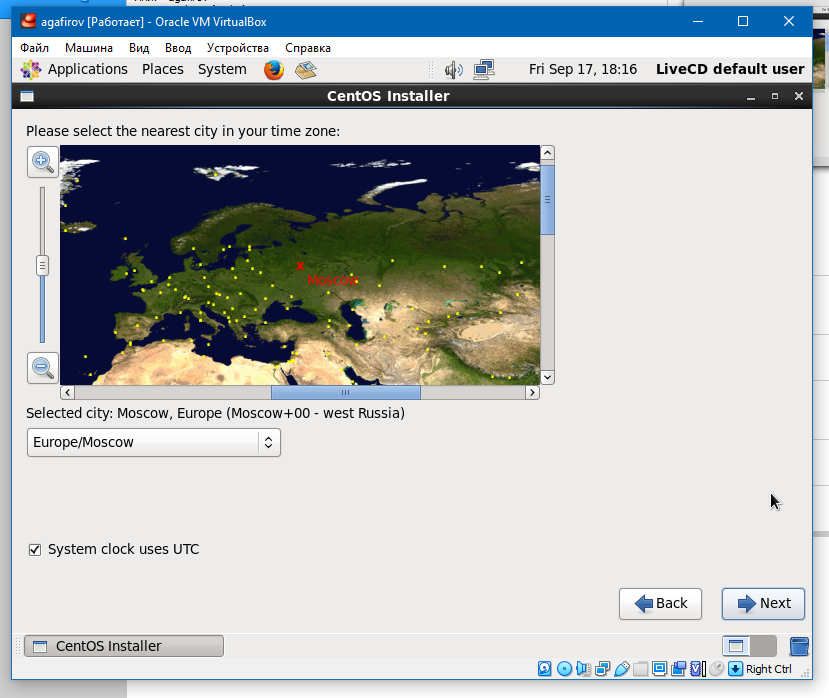 agafirov [Работает] - Oracle VM VirtualBox
Файл Машина Вид Ввод Устройства Справка
Applications Places System Fri Sep 17, 18:16 LiveCD default user
CentOS Installer
Please select the nearest city in your time zone:
Moscow
Selected city: Moscow, Europe (Moscow+00 - west Russia)
Europe/Moscow
System clock uses UTC
Back Next
CentOS Installer
Right Ctrl